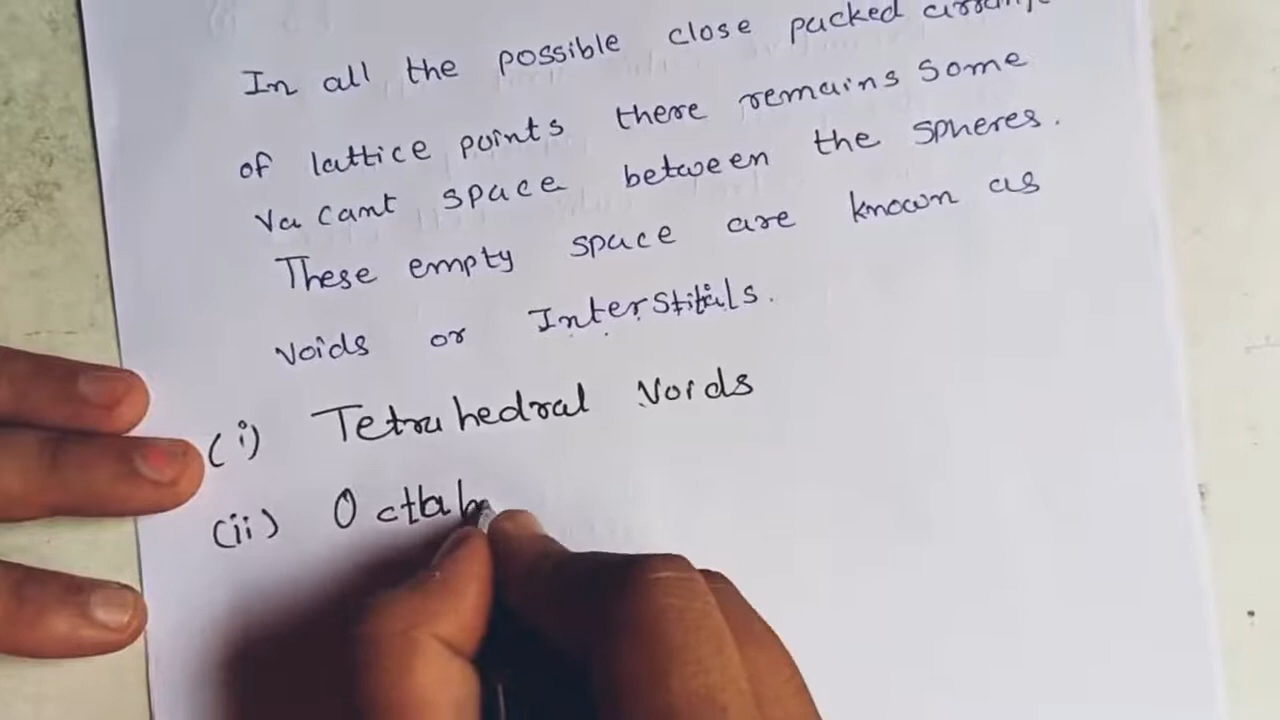 In all the possible close packed
of lattice points there remains some
Vacant space between the spheres.
These empty space are known as
voids or Interstitals.
(i) Tetrahedral Voids
(ii) Octah